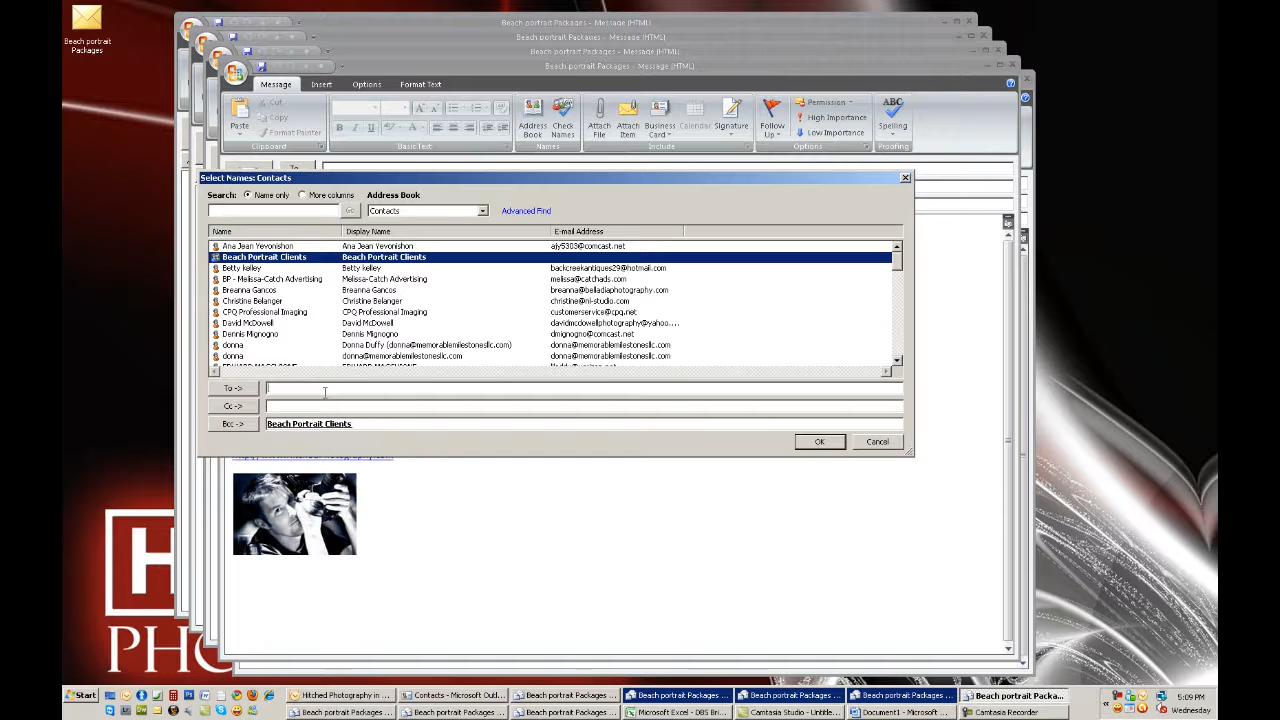 Beach portrait Packages
Beach portrait Packages - Message (HTML)
Beach portrait Packages - Message (HTML)
Beach portrait Packages - Message (HTML)
Beach portrait Packages - Message (HTML)
Message Insert Options Format Text
Paste
Cut
Copy
Format Painter
Clipboard
Basic Text
Address Book
Check Names
Names
Attach File
Attach Item
Business Card
Calendar
Signature
Include
Follow Up
Permission
High Importance
Low Importance
Options
ABC
Spelling
Proofing
To
Select Names: Contacts
Search: Name only More columns Address Book
Go Contacts Advanced Find
Name Display Name E-mail Address
Ana Jean Yevonishon Ana Jean Yevonishon ajy5303@comcast.net
Beach Portrait Clients Beach Portrait Clients
Betty kelley Betty kelley backcreekantiques29@hotmail.com
BP - Melissa-Catch Advertising Melissa-Catch Advertising melissa@catchads.com
Breanna Gancos Breanna Gancos breanna@belladiaphotography.com
Christine Belanger Christine Belanger christine@nl-studio.com
CPQ Professional Imaging CPQ Professional Imaging customerservice@cpq.net
David McDowell David McDowell davidmcdowellphotography@yahoo....
Dennis Mignogno Dennis Mignogno dmignogno@comcast.net
donna Donna Duffy (donna@memorablemilestonesllc.com) donna@memorablemilestonesllc.com
donna donna@memorablemilestonesllc.com donna@memorablemilestonesllc.com
To ->
Cc ->
Bcc -> Beach Portrait Clients
OK Cancel
H
PHO
Start
Hitched Photography in ...
Contacts - Microsoft Outl...
Beach portrait Packages ...
Beach portrait Packages ...
Beach portrait Packages ...
Beach portrait Packages ...
Beach portrait Packa...
5:09 PM
Beach portrait Packages ...
Beach portrait Packages ...
Beach portrait Packages ...
Microsoft Excel - DBS Bri...
Camtasia Studio - Untitle...
Document1 - Microsoft ...
Camtasia Recorder
Wednesday